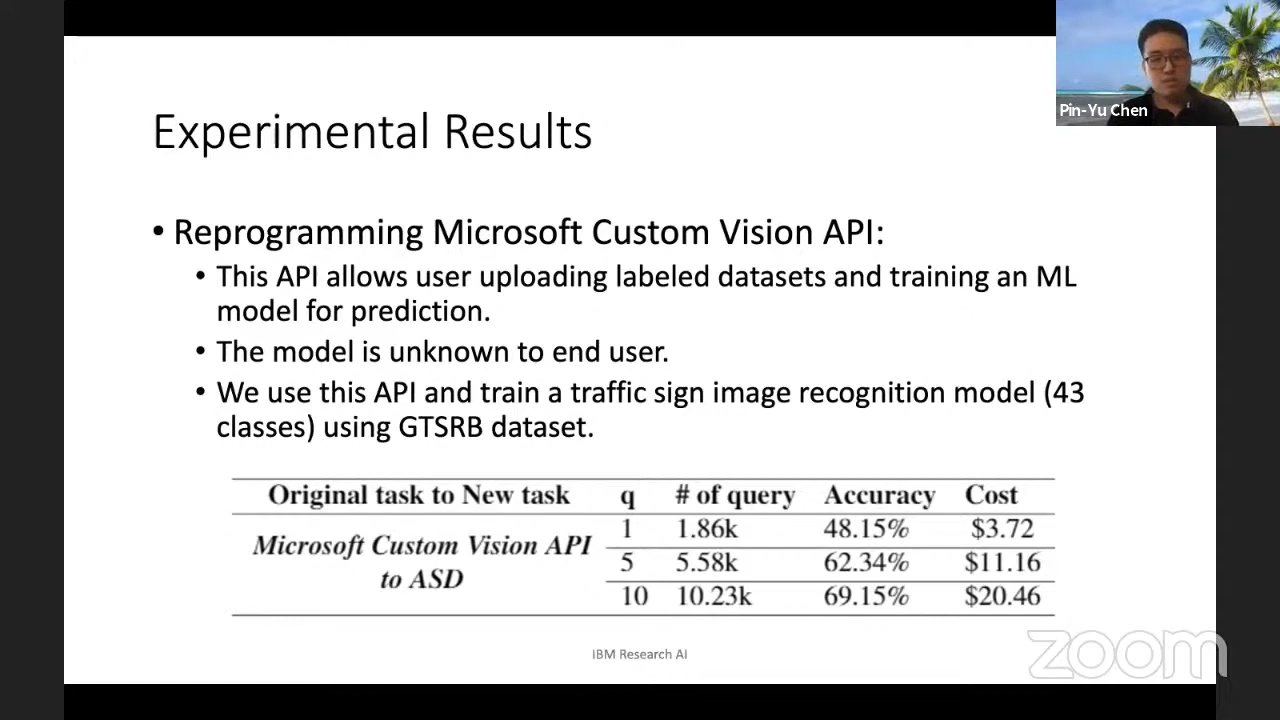 Pin-Yu Chen
Experimental Results
• Reprogramming Microsoft Custom Vision API:
• This API allows user uploading labeled datasets and training an ML
model for prediction.
• The model is unknown to end user.
• We use this API and train a traffic sign image recognition model (43
classes) using GTSRB dataset.
Original task to New task q # of query Accuracy Cost
Microsoft Custom Vision API
to ASD
1 1.86k 48.15% $3.72
5 5.58k 62.34% $11.16
10 10.23k 69.15% $20.46
IBM Research AI
zoom